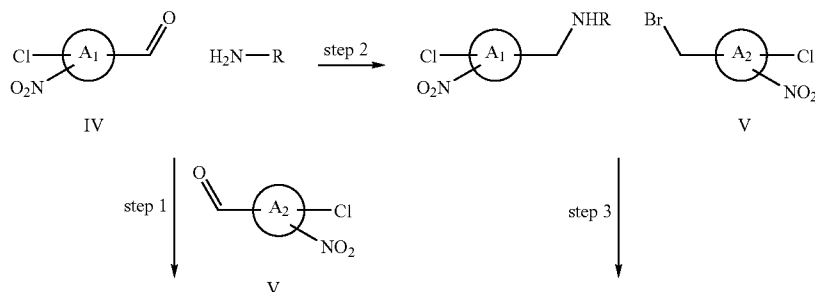 O
Cl
A1
O2N
IV
H2N
R
step 2
NHR
Cl
A1
O2N
Br
A2
Cl
NO2
V
step 1
O
A2
Cl
NO2
V
step 3